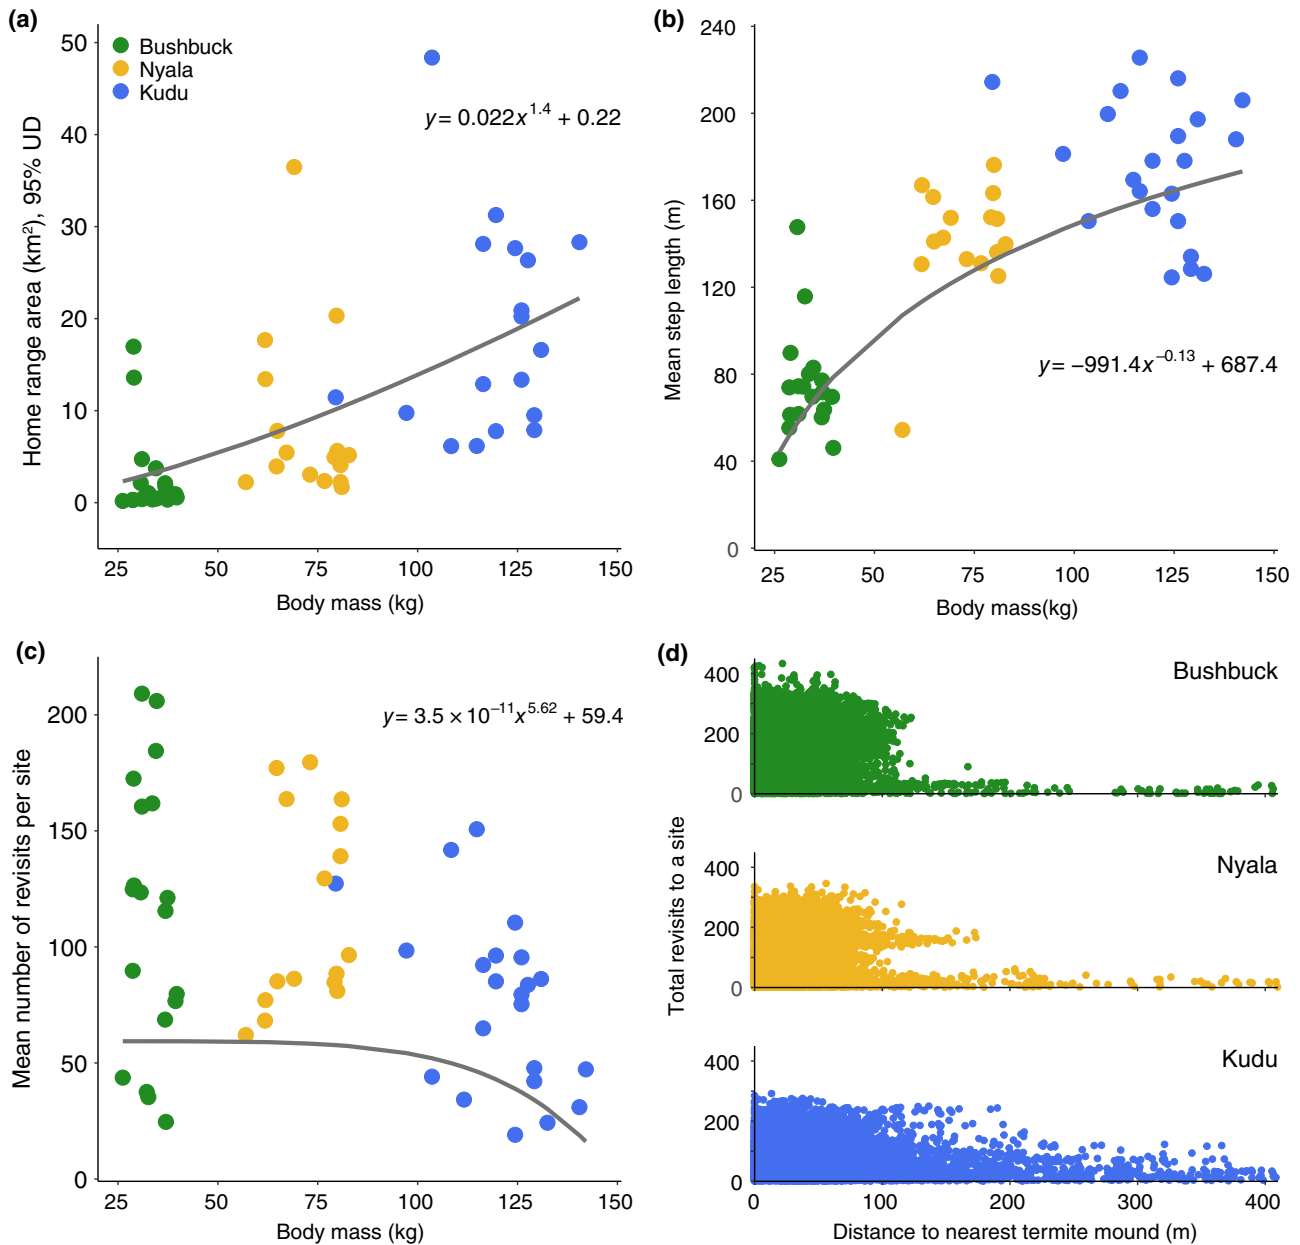 (a)
50
40
30
20
10
0
Home range area (km²), 95% UD
Bushbuck
Nyala
Kudu
y = 0.022x^1.4 + 0.22
25 50 75 100 125 150
Body mass (kg)
(b)
240
200
160
120
80
40
0
Mean step length (m)
y = −991.4x^−0.13 + 687.4
25 50 75 100 125 150
Body mass(kg)
(c)
200
150
100
50
0
Mean number of revisits per site
y = 3.5 × 10^−11x^5.62 + 59.4
25 50 75 100 125 150
Body mass (kg)
(d)
Total revisits to a site
Bushbuck
400
200
0
Nyala
400
200
0
Kudu
400
200
0
0 100 200 300 400
Distance to nearest termite mound (m)